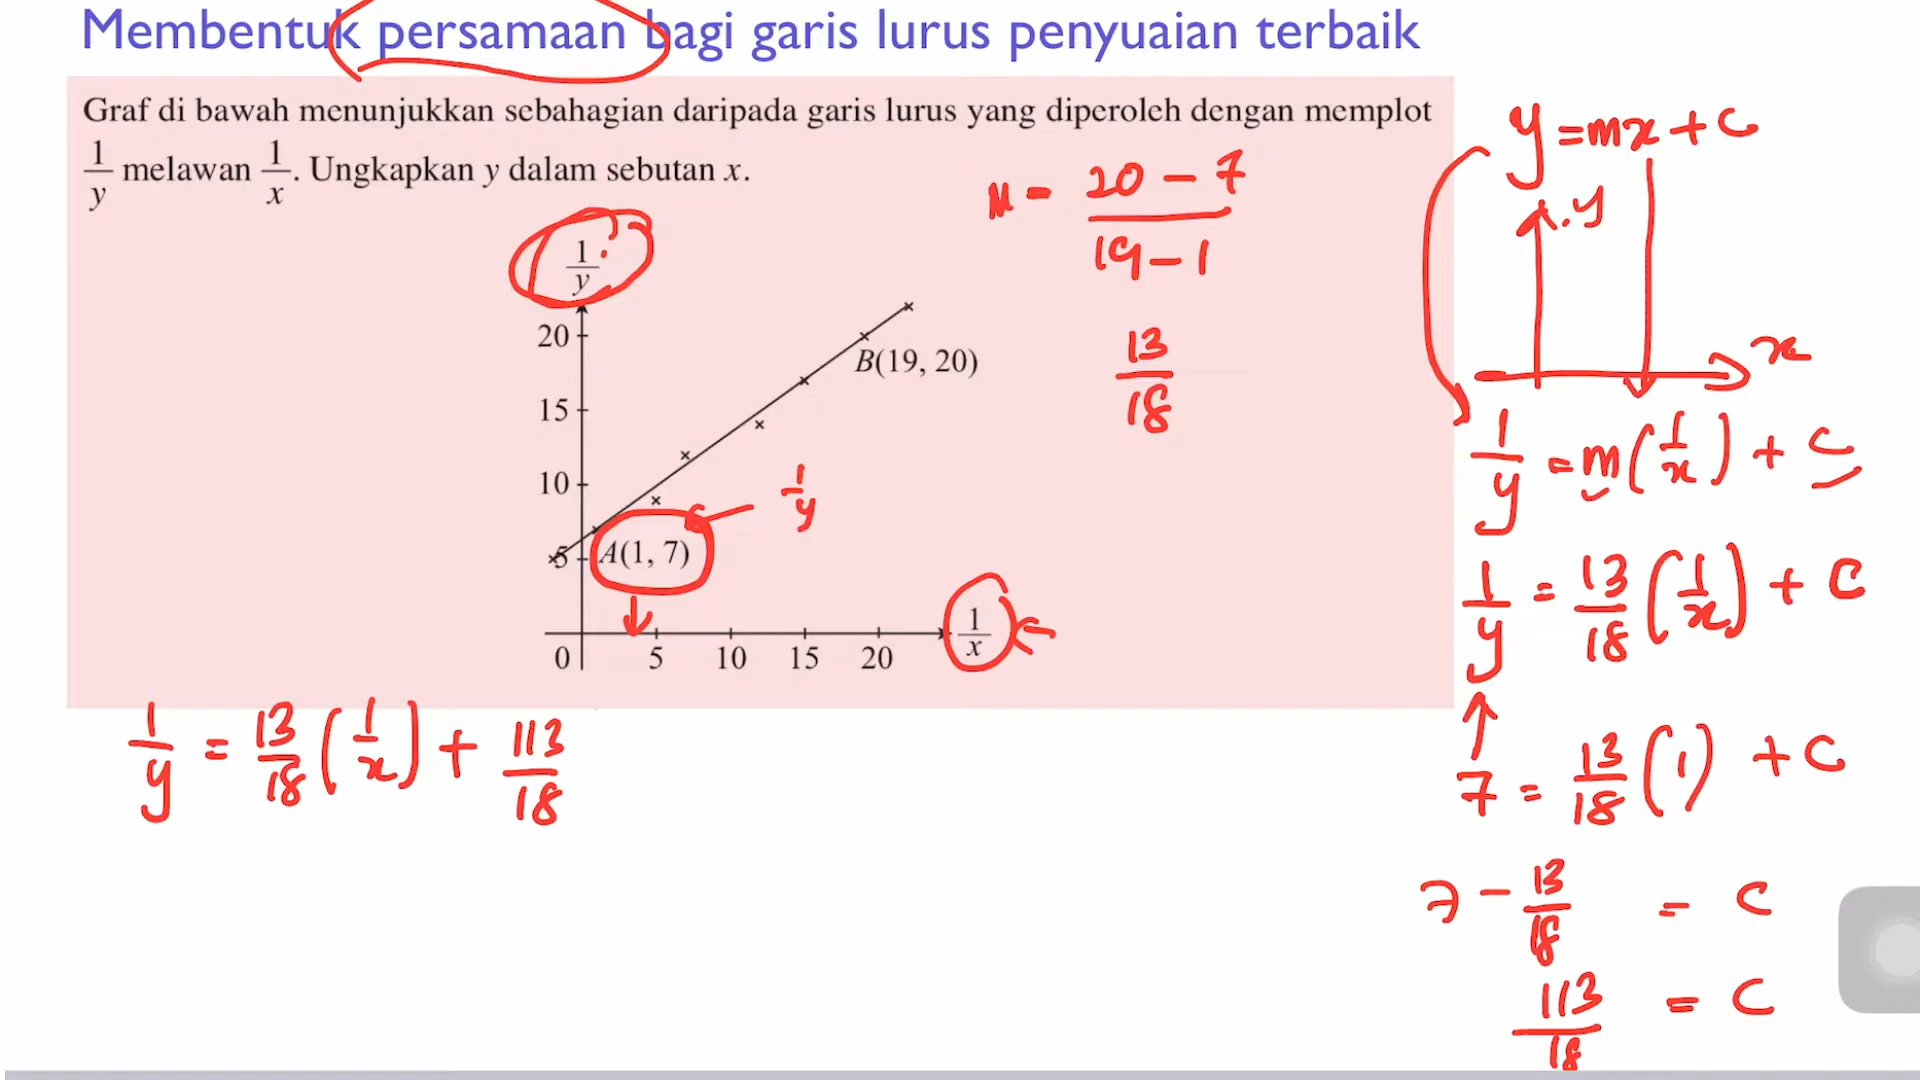 Membentuk persamaan bagi garis lurus penyuaian terbaik
Graf di bawah menunjukkan sebahagian daripada garis lurus yang diperoleh dengan memplot
1/y melawan 1/x. Ungkapkan y dalam sebutan x.
m = (20 - 7)/(19 - 1)
13/18
1/y
20
15
10
5
B(19, 20)
A(1, 7)
1/y
0 5 10 15 20
1/x
1/y = 13/18 (1/x) + 113/18
y = mx + c
y
x
1/y = m(1/x) + c
1/y = 13/18 (1/x) + c
7 = 13/18 (1) + c
7 - 13/18 = c
113/18 = c